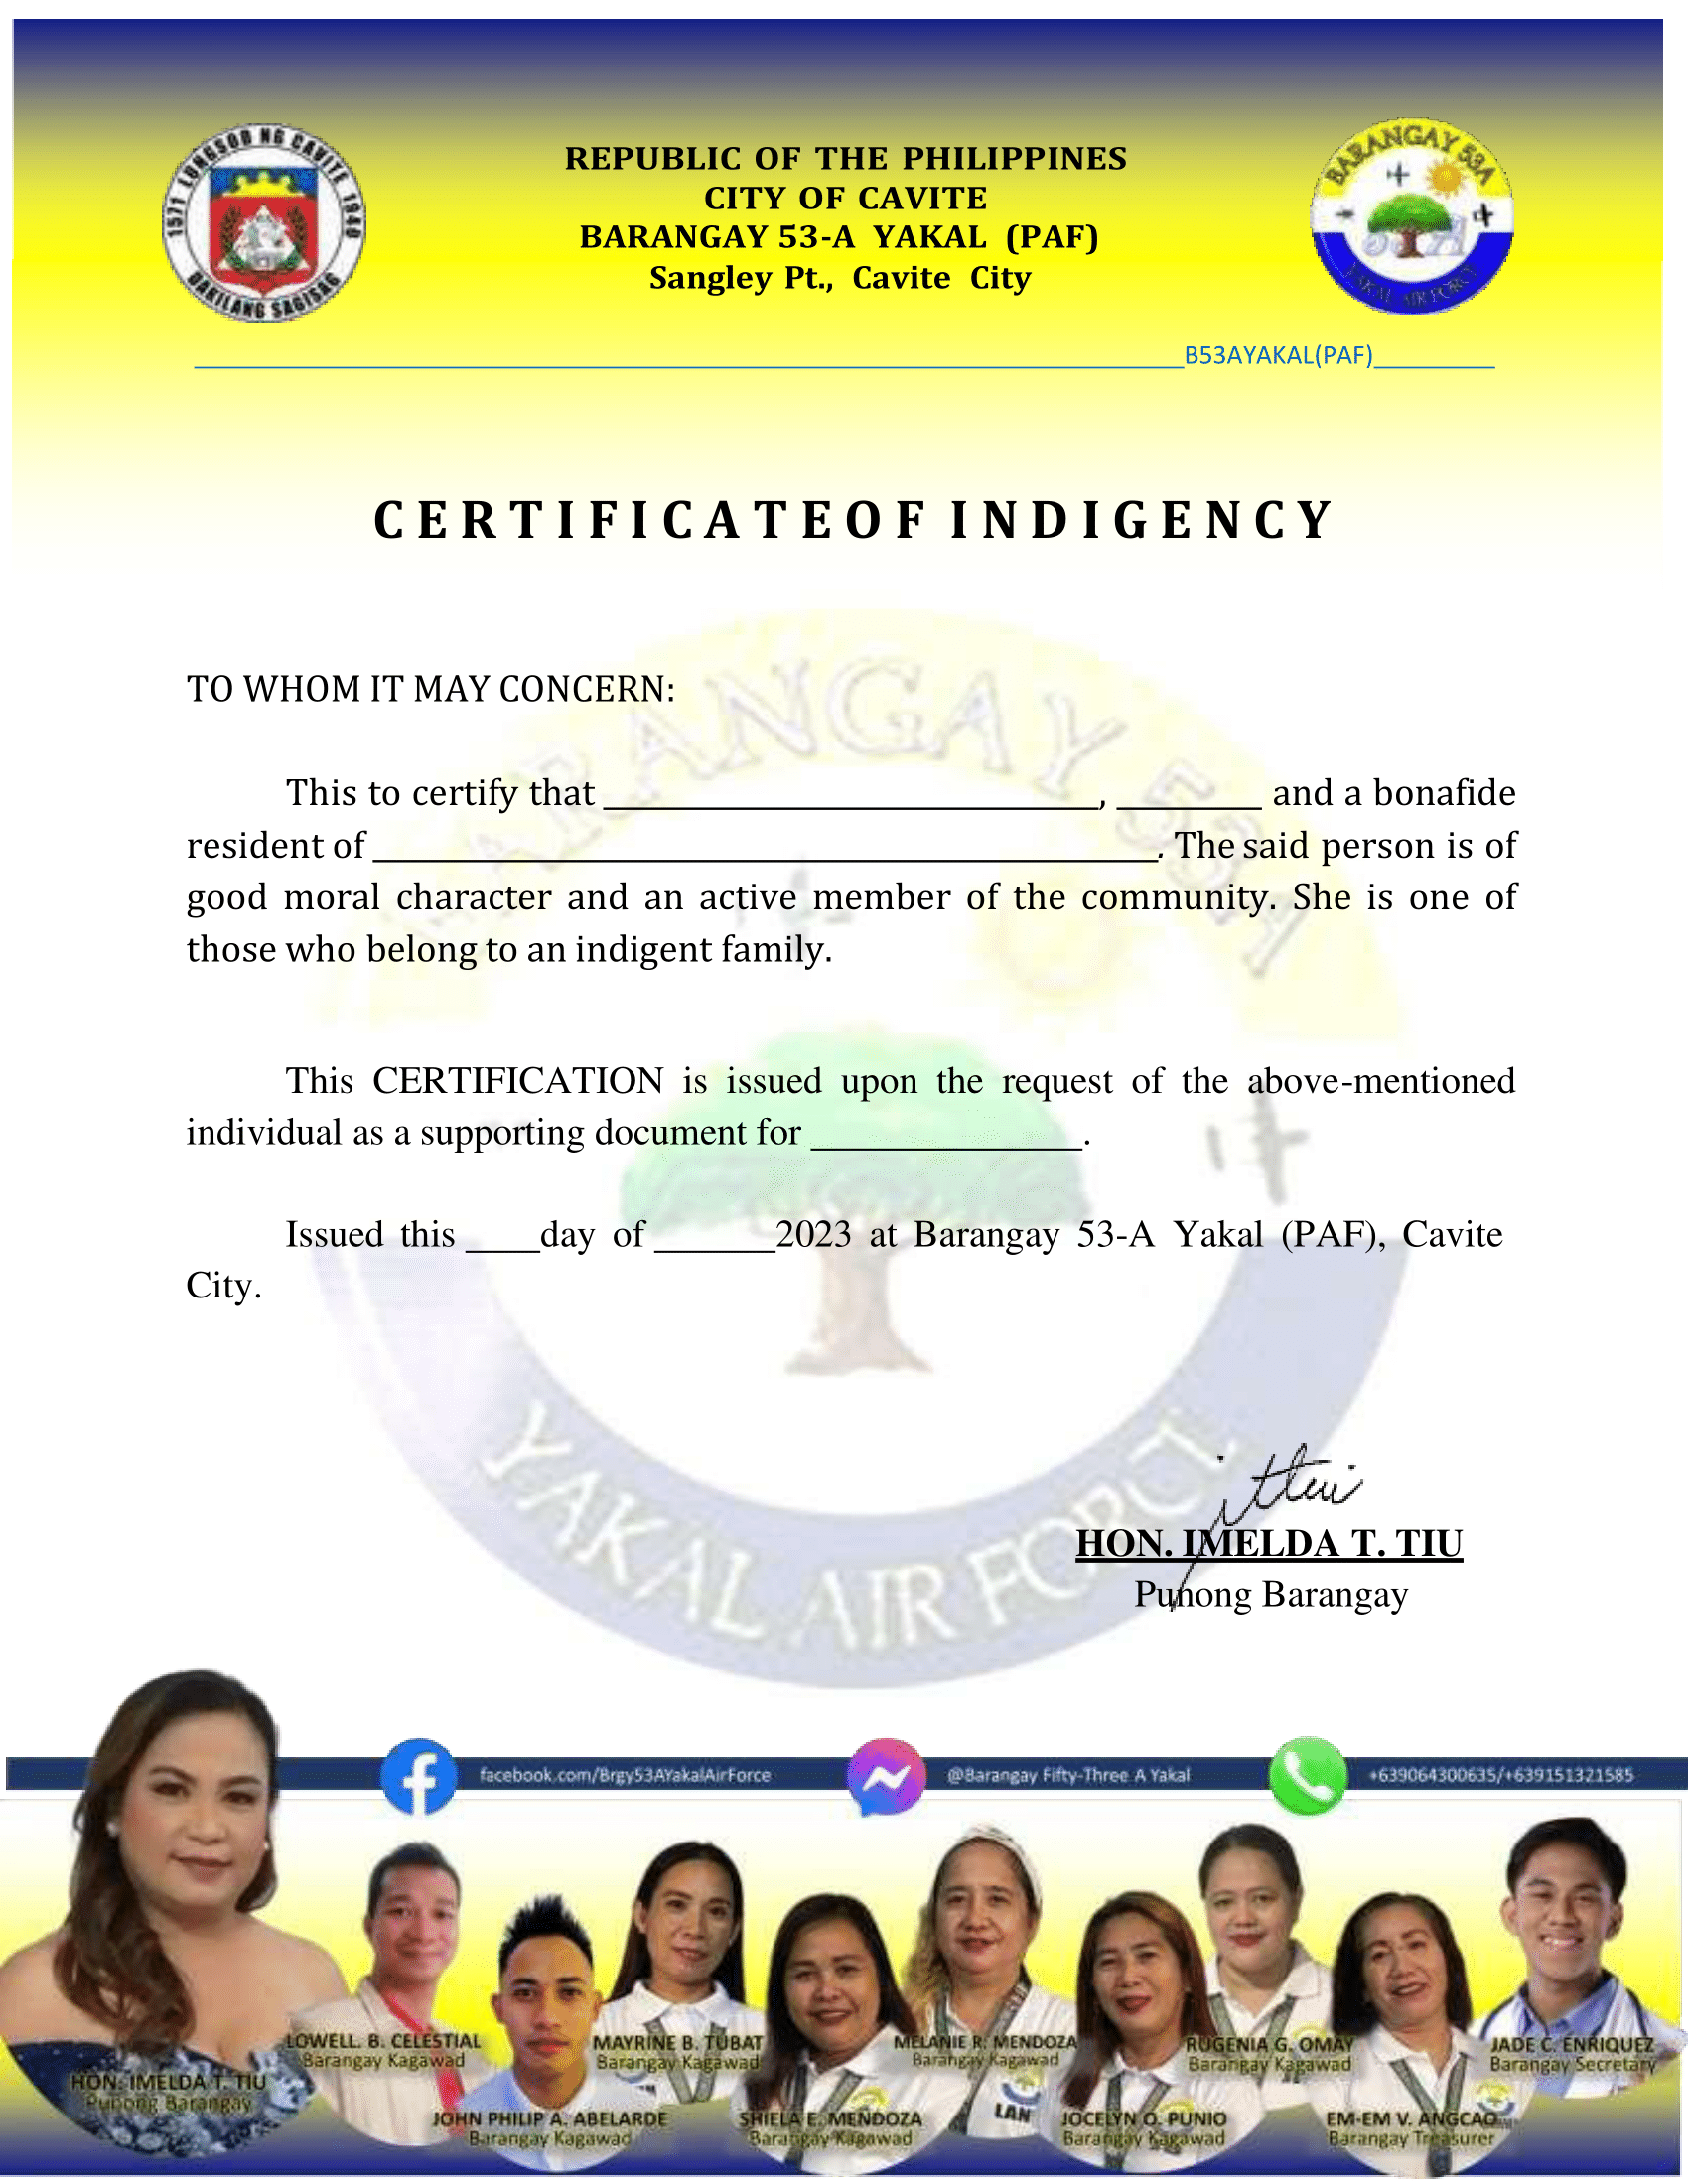 REPUBLIC OF THE PHILIPPINES
CITY OF CAVITE
BARANGAY 53-A YAKAL (PAF)
Sangley Pt., Cavite City
1571 LUNGSOD NG CAVITE 1940
DAKILANG SAGISAG
BARANGAY 53A
YAKAL AIR FORCE
B53AYAKAL(PAF)
CERTIFICATEOF INDIGENCY
TO WHOM IT MAY CONCERN:
This to certify that ____________________, ________ and a bonafide
resident of ________________________________. The said person is of
good moral character and an active member of the community. She is one of
those who belong to an indigent family.
This CERTIFICATION is issued upon the request of the above-mentioned
individual as a supporting document for ______________.
Issued this ____day of ______2023 at Barangay 53-A Yakal (PAF), Cavite
City.
BARANGAY 53A
YAKAL AIR FORCE
HON. IMELDA T. TIU
Punong Barangay
facebook.com/Brgy53AYakalAirForce
@Barangay Fifty-Three A Yakal
+639064300635/+639151321585
LOWELL. B. CELESTIAL
Barangay Kagawad
MAYRINE B. TUBAT
Barangay Kagawad
MELANIE R. MENDOZA
Barangay Kagawad
RUGENIA G. OMAY
Barangay Kagawad
JADE C. ENRIQUEZ
Barangay Secretary
HON. IMELDA T. TIU
Punong Barangay
JOHN PHILIP A. ABELARDE
Barangay Kagawad
SHIELA E. MENDOZA
Barangay Kagawad
LAN
JOCELYN O. PUNIO
Barangay Kagawad
EM-EM V. ANGCAO
Barangay Treasurer